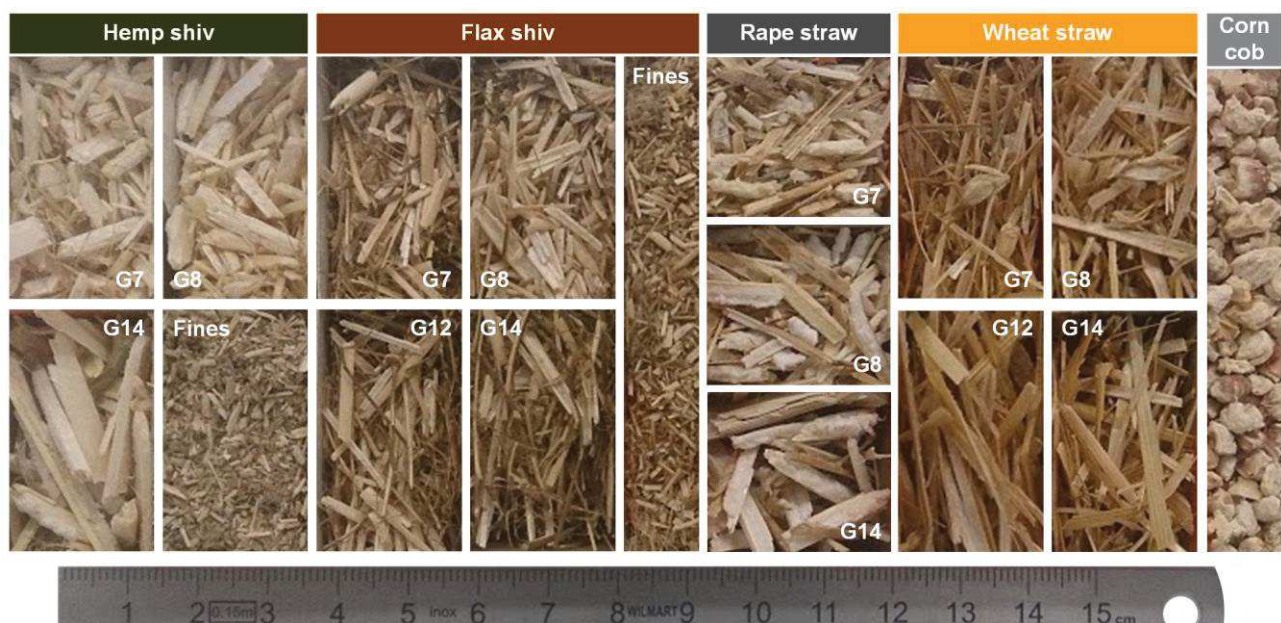 Hemp shiv
Flax shiv
Rape straw
Wheat straw
Corn
cob
G7
G8
G7
G8
Fines
G7
G7
G8
G14
Fines
G12
G14
G8
G14
G12
G14
1 2 0.15m 3 4 5 inox 6 7 8 WILMART 9 10 11 12 13 14 15 cm